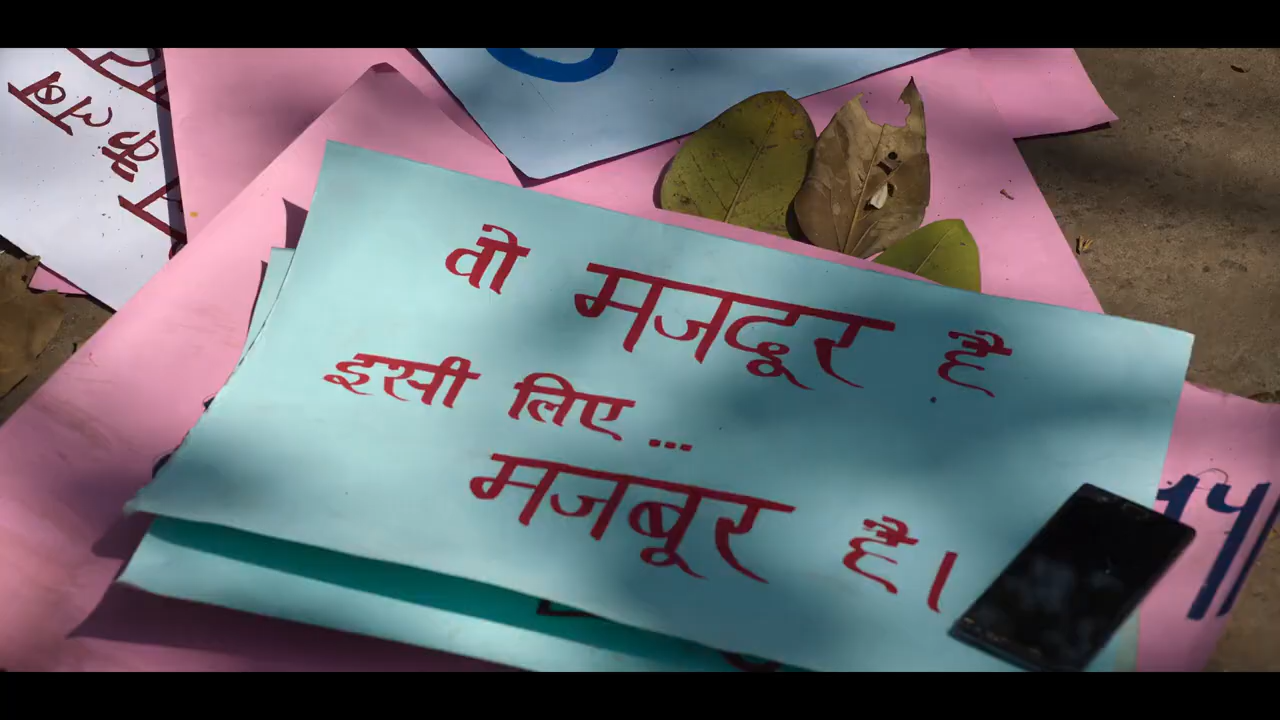 वो मजदूर है
इसी लिए...
मजबूर है।